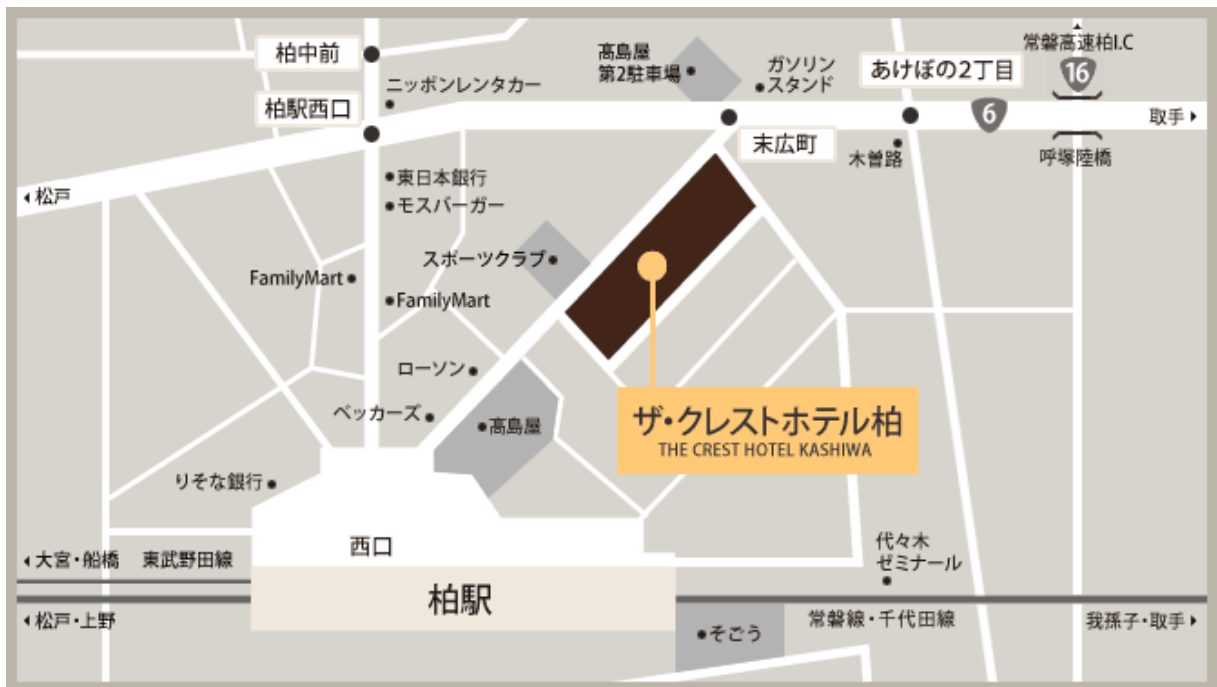 柏中前
髙島屋
第2駐車場
ガソリン
スタンド
常磐高速柏I.C
16
あけぼの2丁目
ニッポンレンタカー
柏駅西口
6
取手
末広町
木曽路
呼塚陸橋
松戸
東日本銀行
モスバーガー
スポーツクラブ
FamilyMart
FamilyMart
ローソン
ベッカーズ
髙島屋
ザ・クレストホテル柏
THE CREST HOTEL KASHIWA
りそな銀行
西口
代々木
ゼミナール
大宮・船橋
東武野田線
柏駅
松戸・上野
そごう
常磐線・千代田線
我孫子・取手